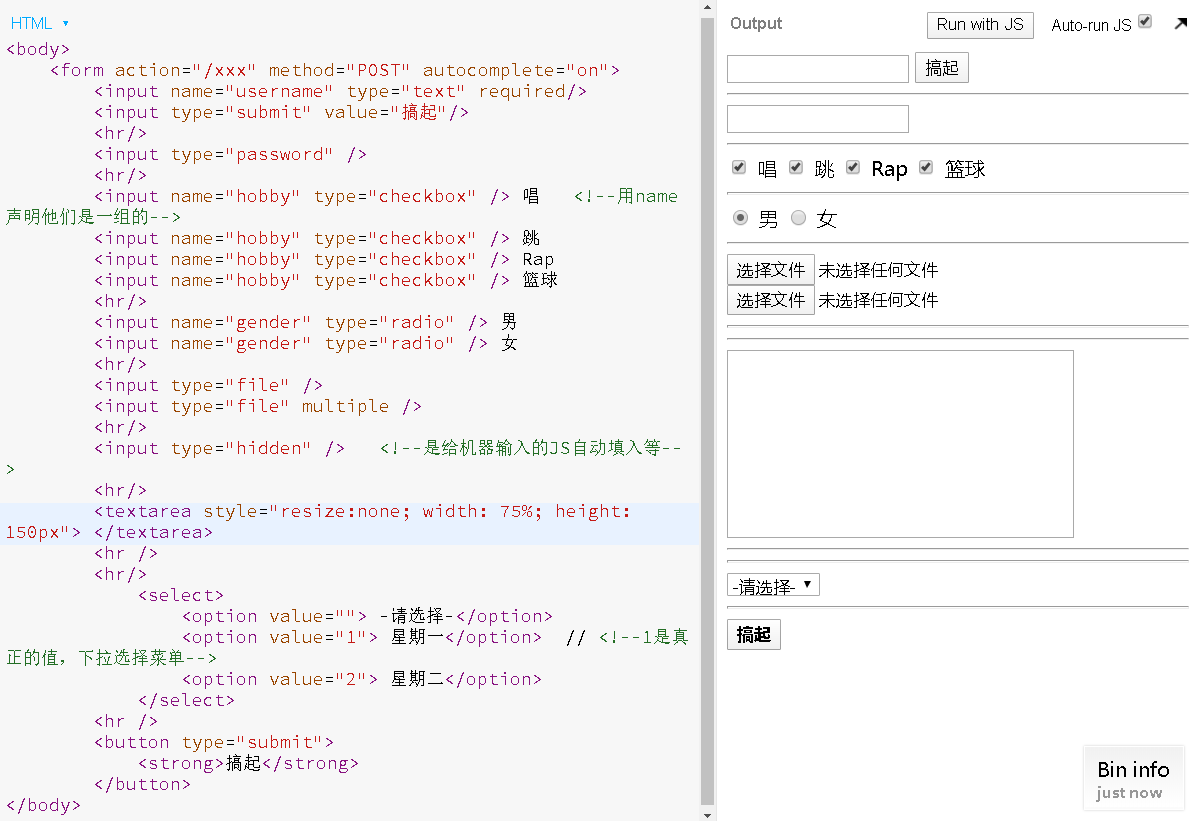 HTML ▾
<body>
    <form action="/xxx" method="POST" autocomplete="on">
        <input name="username" type="text" required/>
        <input type="submit" value="搞起"/>
        <hr/>
        <input type="password" />
        <hr/>
        <input name="hobby" type="checkbox" /> 唱   <!--用name
声明他们是一组的-->
        <input name="hobby" type="checkbox" /> 跳
        <input name="hobby" type="checkbox" /> Rap
        <input name="hobby" type="checkbox" /> 篮球
        <hr/>
        <input name="gender" type="radio" /> 男
        <input name="gender" type="radio" /> 女
        <hr/>
        <input type="file" />
        <input type="file" multiple />
        <hr/>
        <input type="hidden" />   <!--是给机器输入的JS自动填入等--
>
        <hr/>
        <textarea style="resize:none; width: 75%; height:
150px"> </textarea>
        <hr />
        <hr/>
            <select>
                <option value=""> -请选择-</option>
                <option value="1"> 星期一</option>  // <!--1是真
正的值，下拉选择菜单-->
                <option value="2"> 星期二</option>
            </select>
        <hr />
        <button type="submit">
            <strong>搞起</strong>
        </button>
</body>
Output Run with JS Auto-run JS
搞起
唱 跳 Rap 篮球
男 女
选择文件 未选择任何文件
选择文件 未选择任何文件
-请选择- ▼
搞起
Bin info
just now